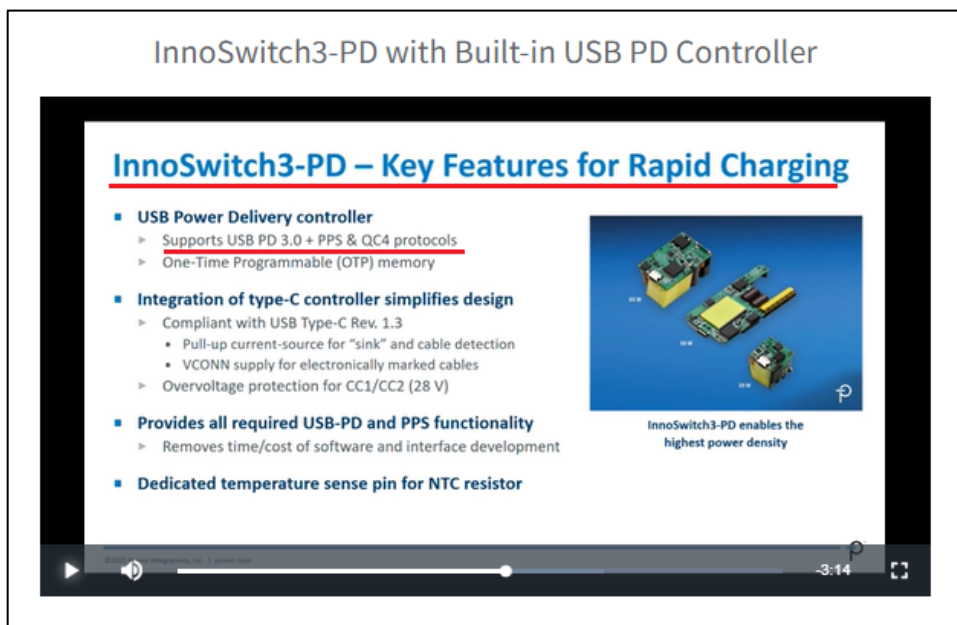 InnoSwitch3-PD with Built-in USB PD Controller
InnoSwitch3-PD – Key Features for Rapid Charging
USB Power Delivery controller
Supports USB PD 3.0 + PPS & QC4 protocols
One-Time Programmable (OTP) memory
Integration of type-C controller simplifies design
Compliant with USB Type-C Rev. 1.3
Pull-up current-source for “sink” and cable detection
VCONN supply for electronically marked cables
Overvoltage protection for CC1/CC2 (28 V)
Provides all required USB-PD and PPS functionality
Removes time/cost of software and interface development
Dedicated temperature sense pin for NTC resistor
InnoSwitch3-PD enables the
highest power density
Integrations, Inc. | power.com
-3:14